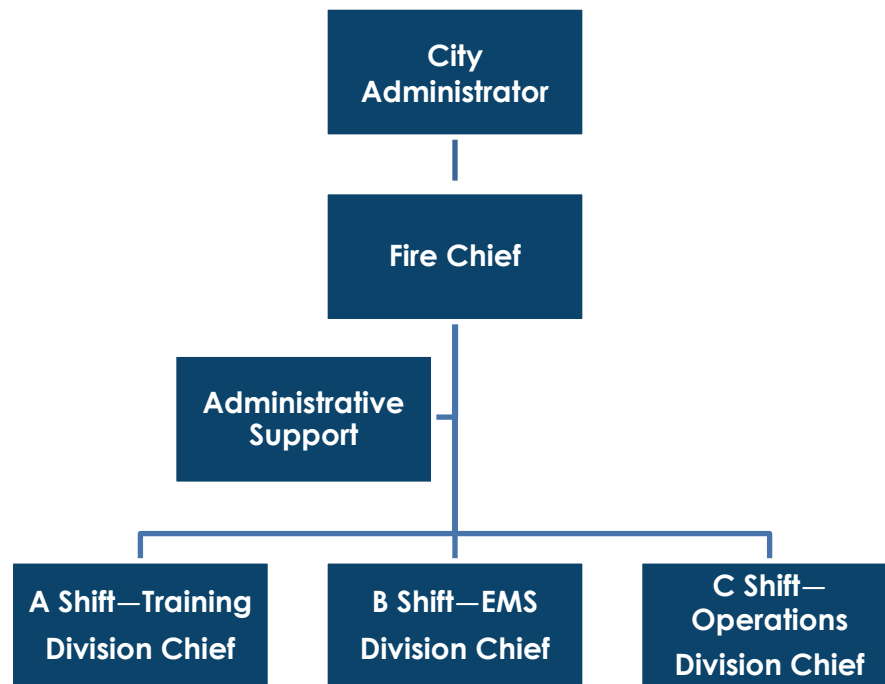 City
Administrator
Fire Chief
Administrative
Support
A Shift—Training
Division Chief
B Shift—EMS
Division Chief
C Shift—
Operations
Division Chief